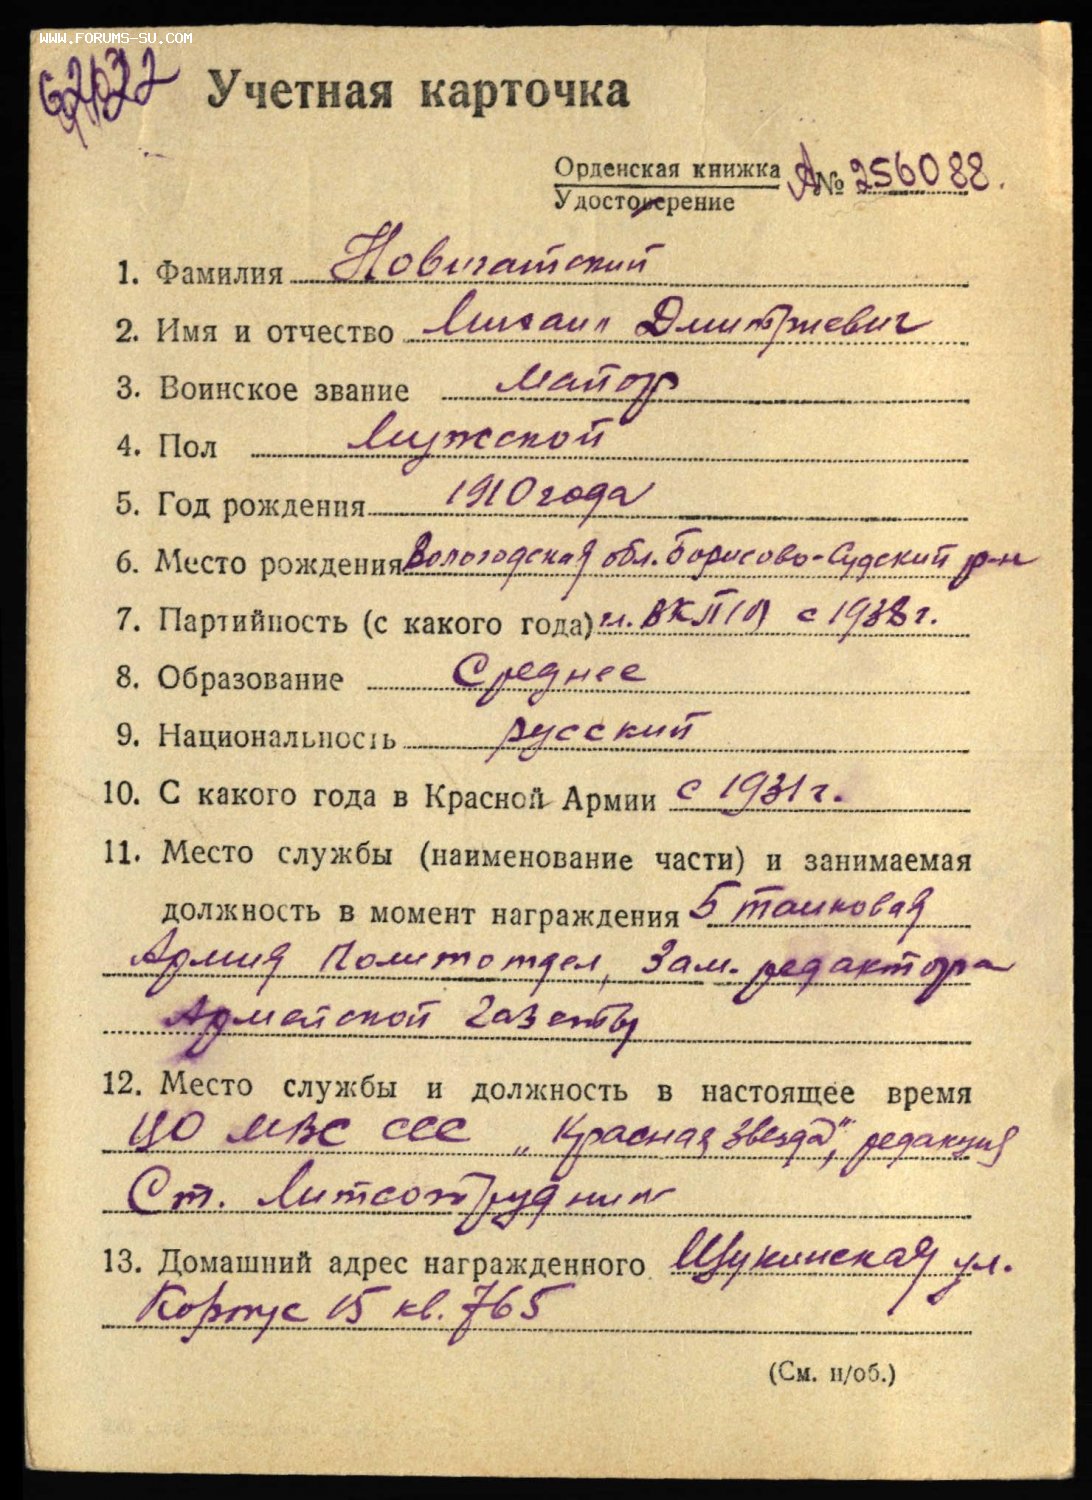 WWW.FORUMS-SU.COM
Учетная карточка
Орденская книжка А № 256088.
Удостоверение
1. Фамилия Новигатский
2. Имя и отчество Михаил Дмитриевич
3. Воинское звание майор
4. Пол Мужской
5. Год рождения 1910 года
6. Место рождения Вологодская обл. Борисово-Судский р-н
7. Партийность (с какого года) чл. ВКП(б) с 1938 г.
8. Образование Среднее
9. Национальность русский
10. С какого года в Красной Армии с 1931 г.
11. Место службы (наименование части) и занимаемая
должность в момент награждения 5 танковая
Армия Политотдел, Зам. редактора
Армейской газеты
12. Место службы и должность в настоящее время
ЦО МВС ССС „Красная Звезда", редакция
Ст. Литсотрудник
13. Домашний адрес награжденного Щукинская ул.
Корпус 15 кв. 765
(См. н/об.)